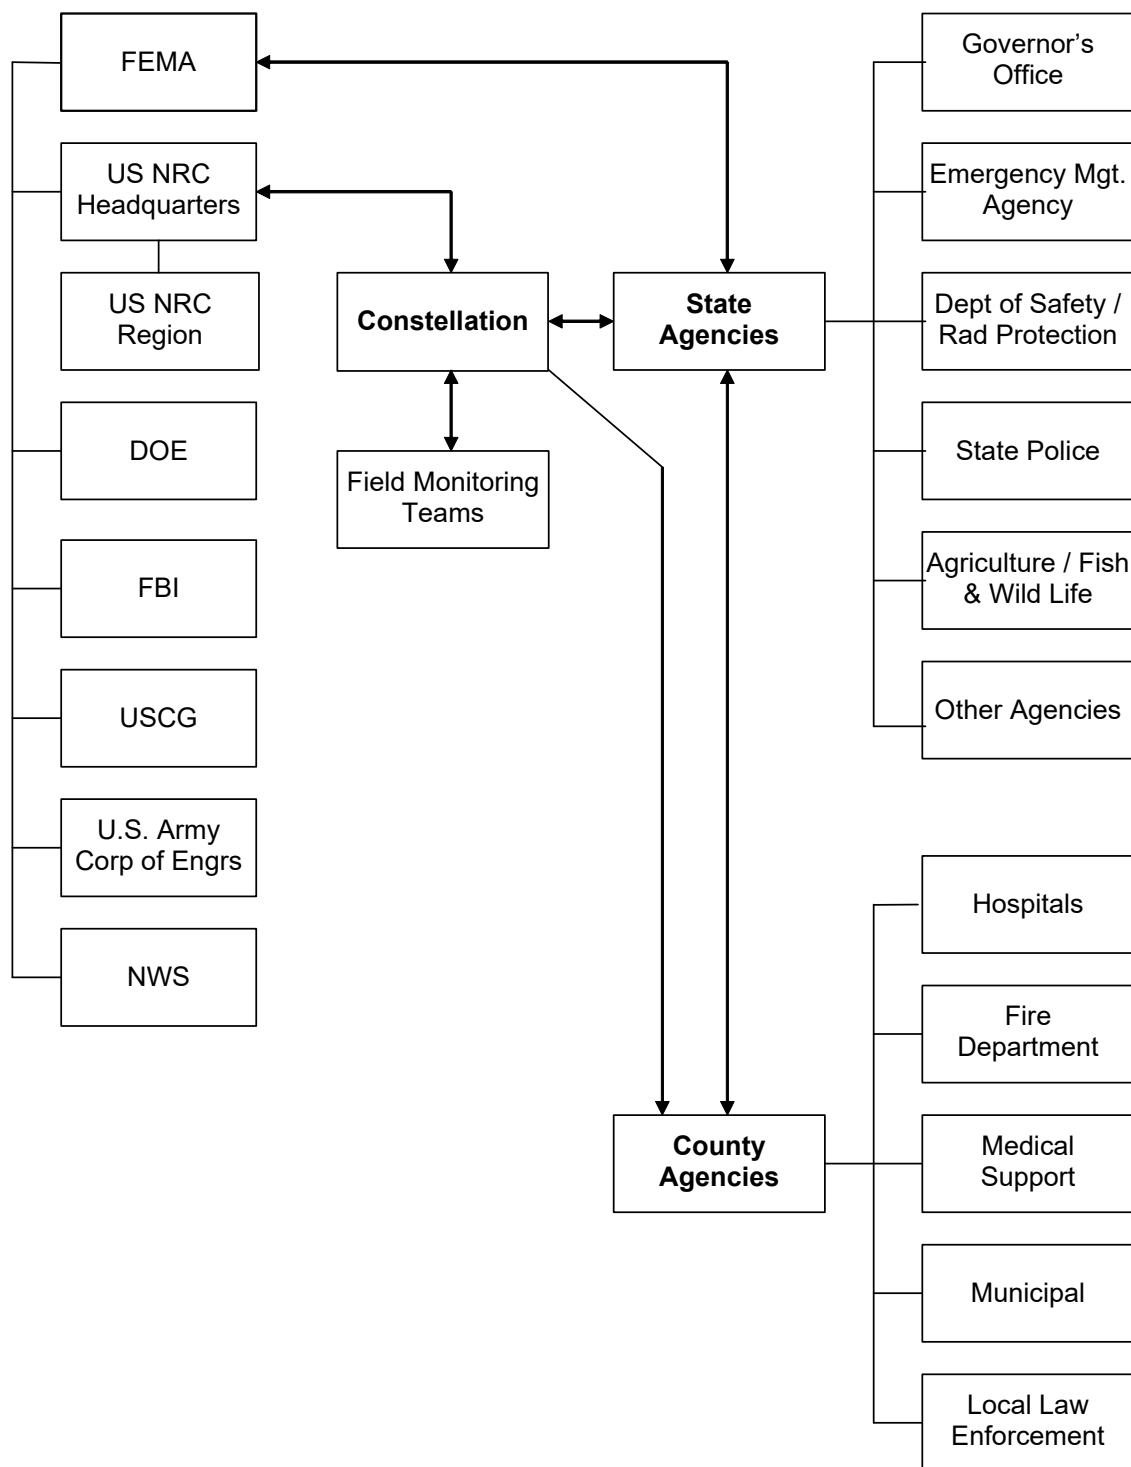 FEMA
US NRC
Headquarters
US NRC
Region
DOE
FBI
USCG
U.S. Army
Corp of Engrs
NWS
Constellation
Field Monitoring
Teams
State
Agencies
County
Agencies
Governor’s
Office
Emergency Mgt.
Agency
Dept of Safety /
Rad Protection
State Police
Agriculture / Fish
& Wild Life
Other Agencies
Hospitals
Fire
Department
Medical
Support
Municipal
Local Law
Enforcement